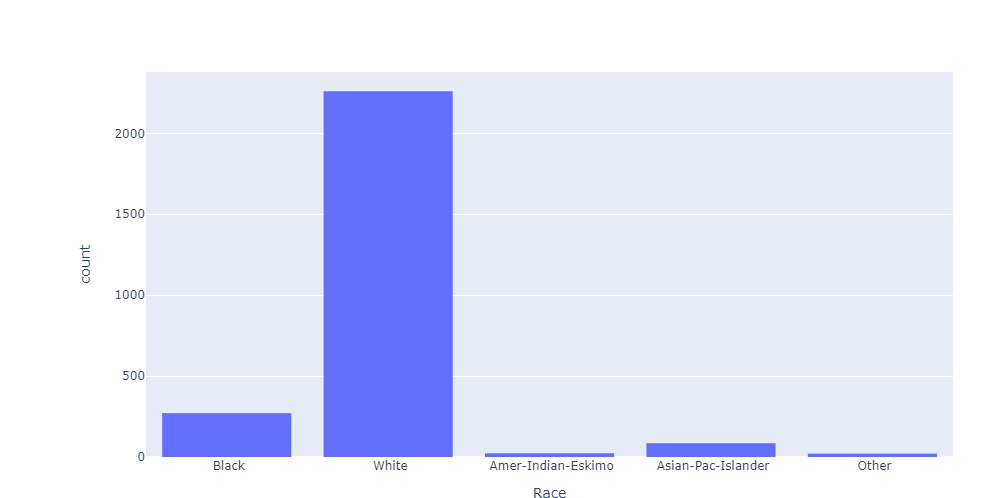 2000
1500
1000
500
0
count
Black White Amer-Indian-Eskimo Asian-Pac-Islander Other
Race